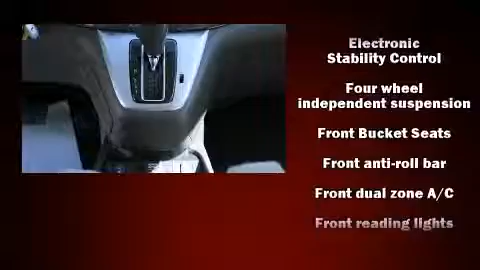 Electronic
Stability Control
Four wheel
independent suspension
Front Bucket Seats
Front anti-roll bar
Front dual zone A/C
Front reading lights